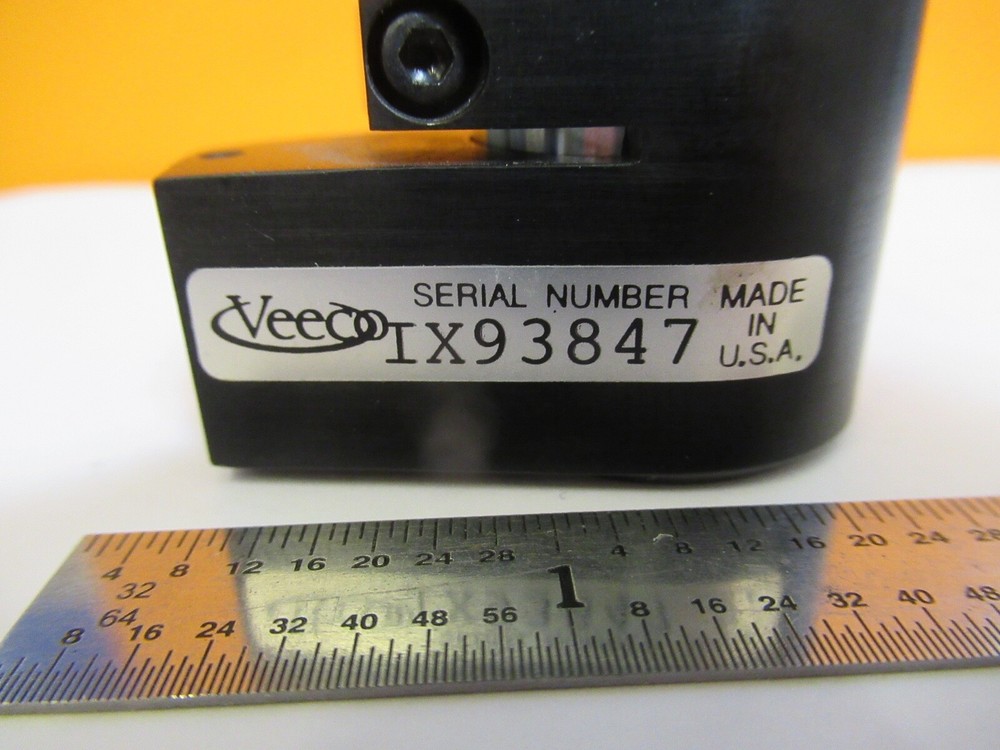 Veeco
SERIAL NUMBER
IX93847
MADE
IN
U.S.A.
4 8 12 16 20 24 28 4 8 12 16 20 24 28
32
1
64
8 16 24 32 40 48 56 8 16 24 32 40 48